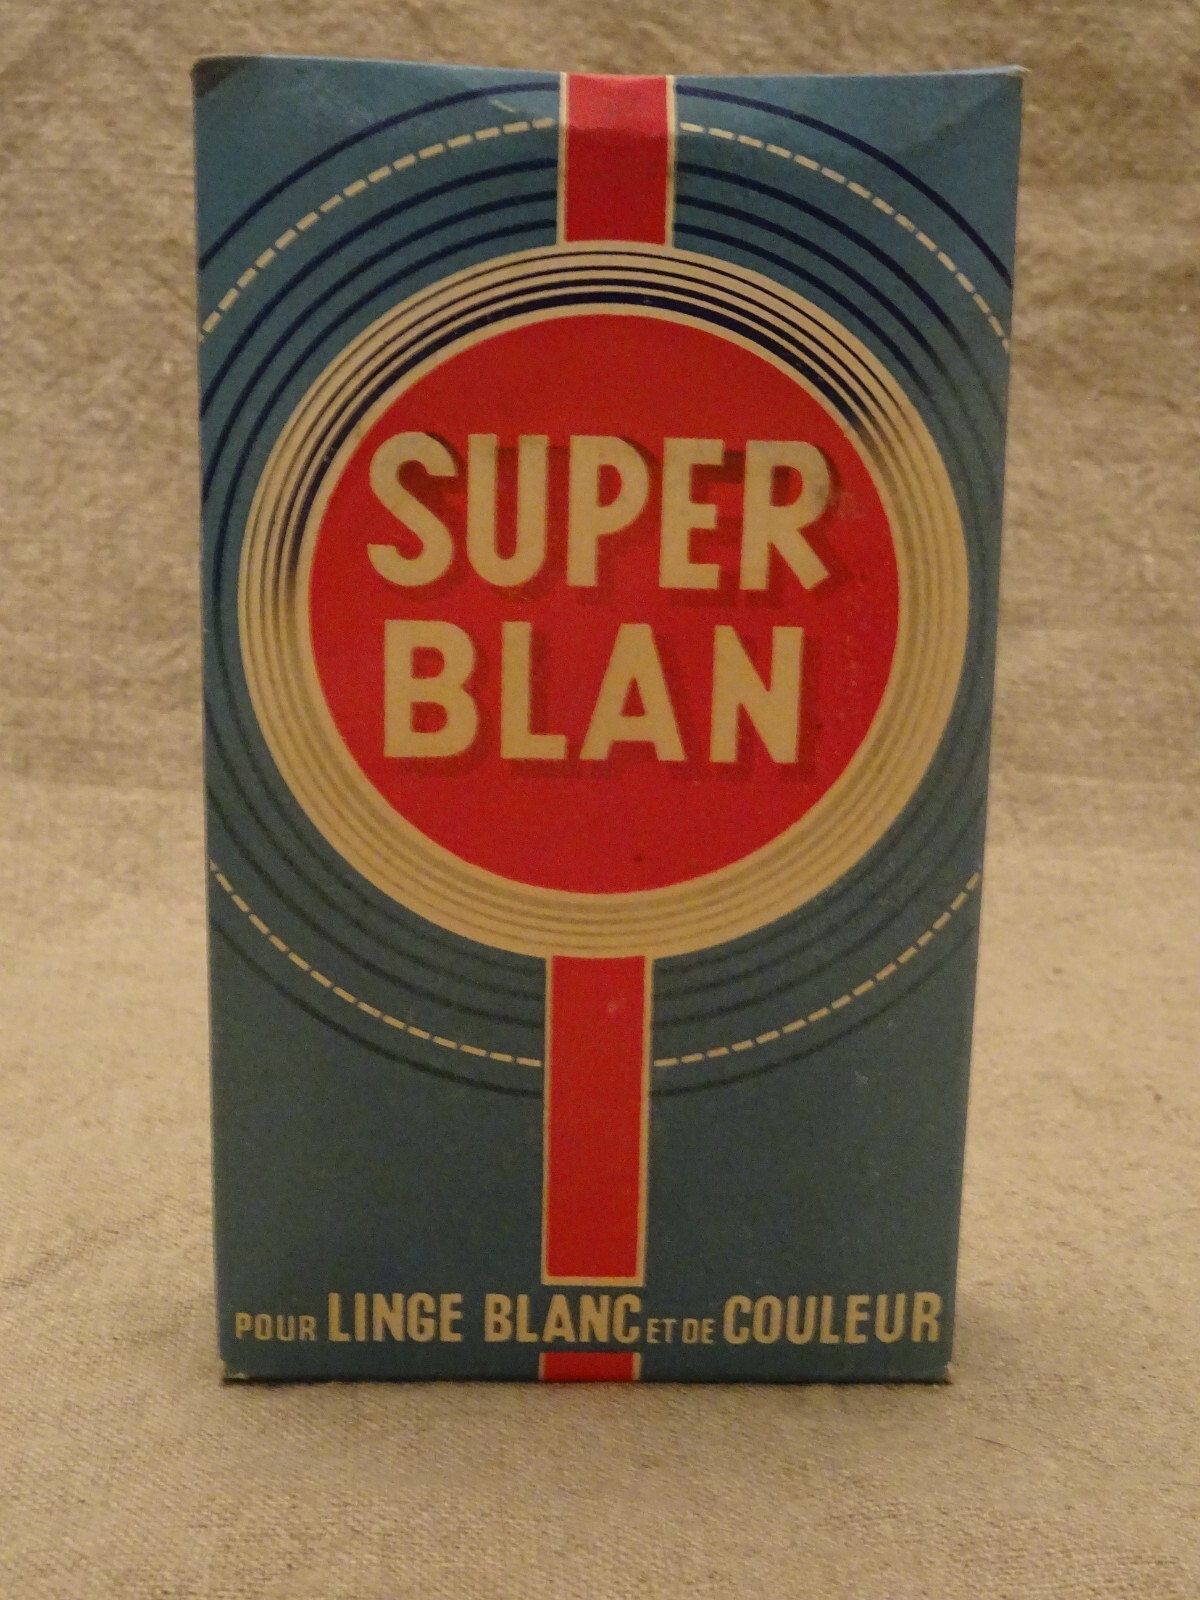 SUPER
BLAN
POUR LINGE BLANC ET DE COULEUR